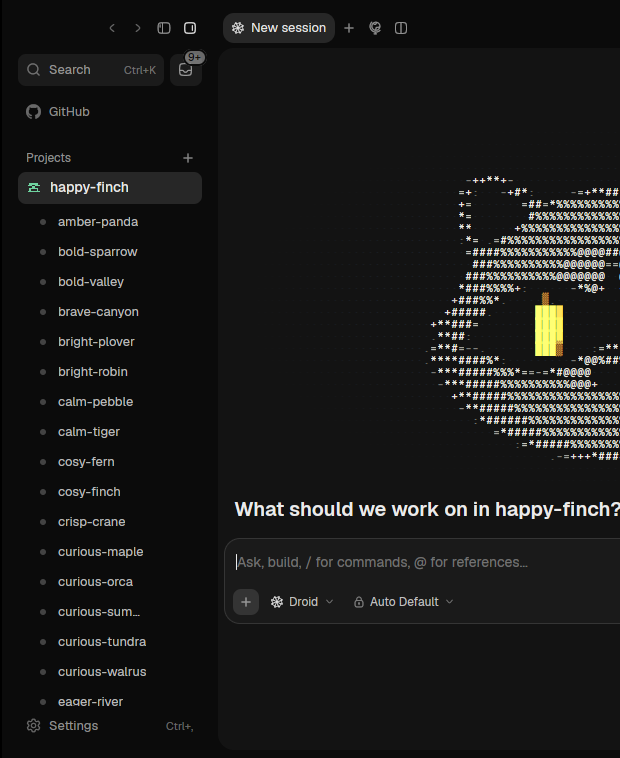 New session
Search Ctrl+K 9+
GitHub
Projects
happy-finch
amber-panda
bold-sparrow
bold-valley
brave-canyon
bright-plover
bright-robin
calm-pebble
calm-tiger
cosy-fern
cosy-finch
crisp-crane
curious-maple
curious-orca
curious-sum...
curious-tundra
curious-walrus
eager-river
Settings Ctrl+,
What should we work on in happy-finch?
Ask, build, / for commands, @ for references...
Droid Auto Default